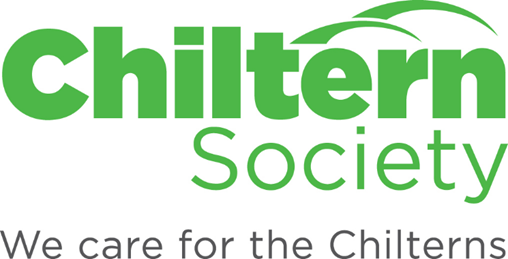 Chiltern
Society
We care for the Chilterns